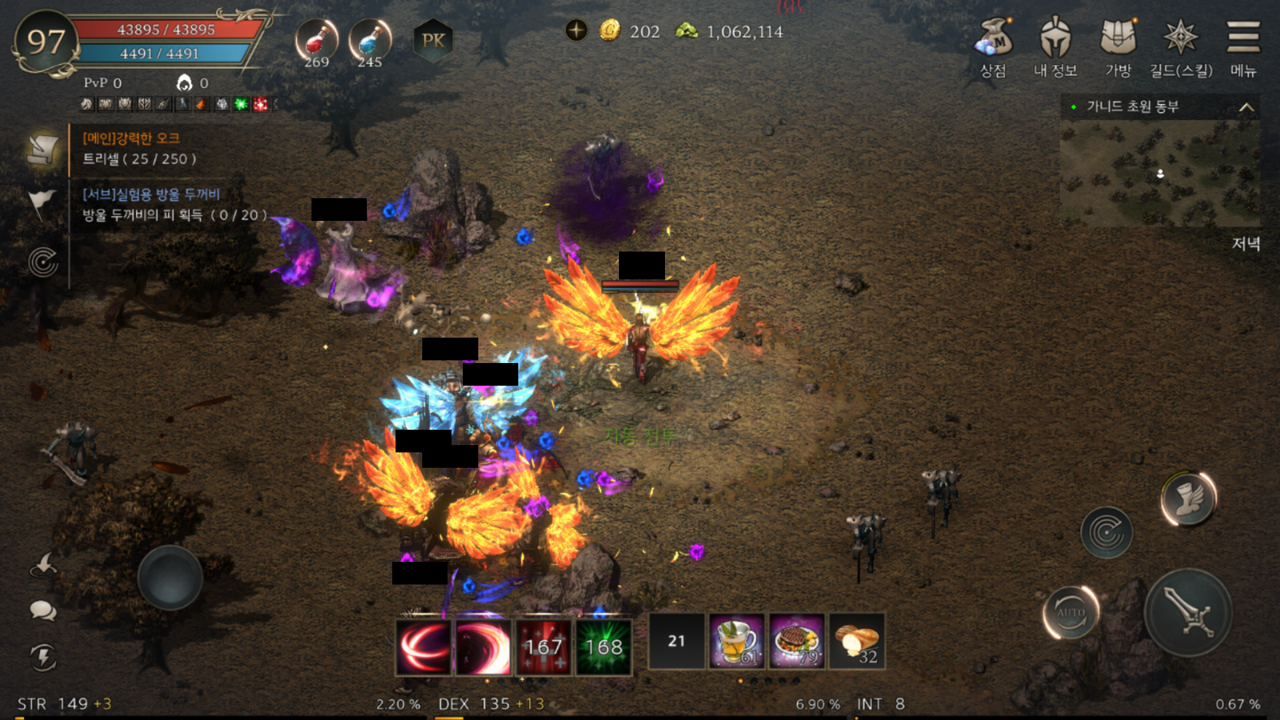 97
43895 / 43895
4491 / 4491
269
245
PK
202
1,062,114
상점
내 정보
가방
길드(스킬)
메뉴
PvP 0
0
가니드 초원 동부
[메인]강력한 오크
트리셀 ( 25 / 250 )
[서브]실험용 방울 두꺼비
방울 두꺼비의 피 획득 ( 0 / 20 )
저녁
자동 전투
AUTO
167
168
21
61
79
32
STR 149 +3
2.20 %
DEX 135 +13
6.90 %
INT 8
0.67 %